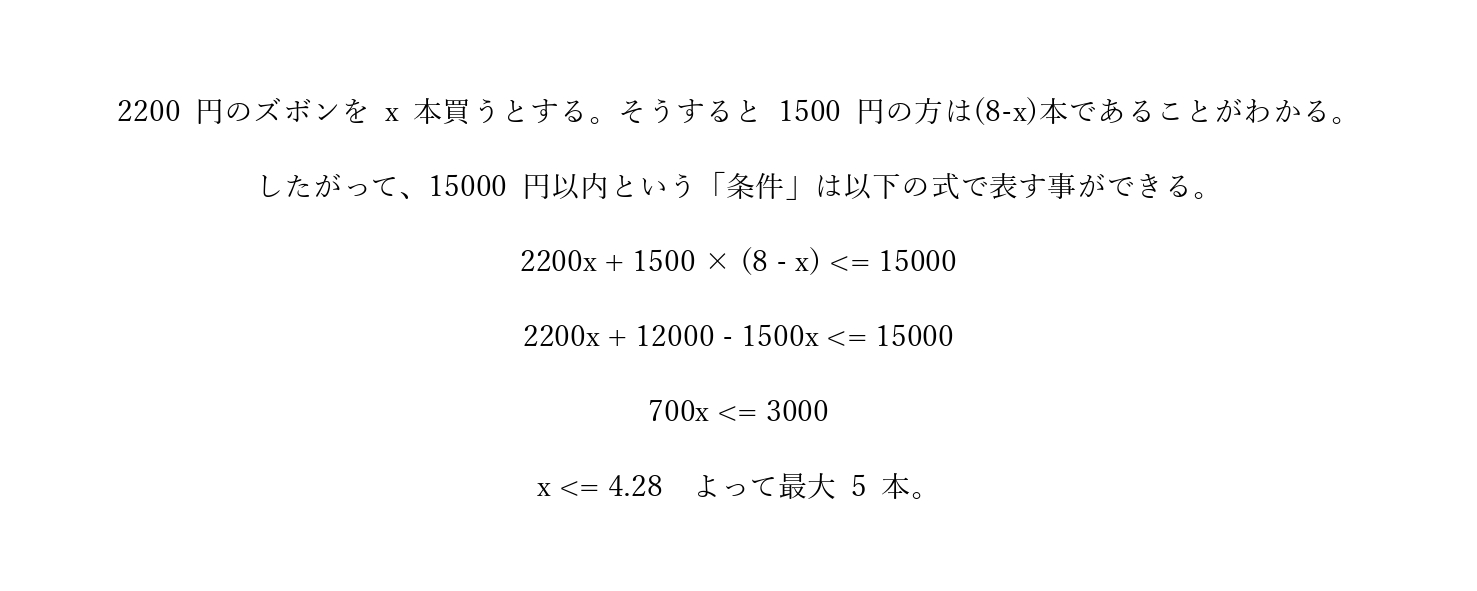 2200 円のズボンを x 本買うとする。そうすると 1500 円の方は(8-x)本であることがわかる。
したがって、15000 円以内という「条件」は以下の式で表す事ができる。
2200x + 1500 × (8 - x) <= 15000
2200x + 12000 - 1500x <= 15000
700x <= 3000
x <= 4.28　よって最大 5 本。